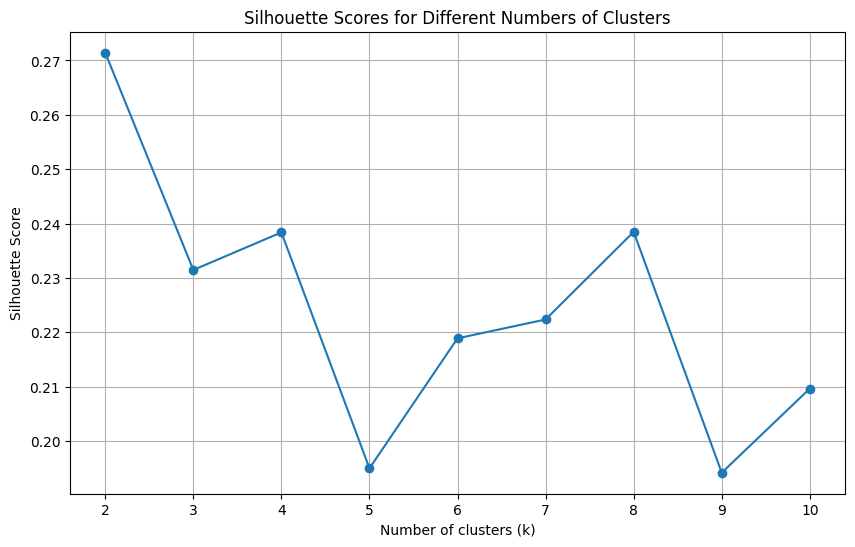 Silhouette Scores for Different Numbers of Clusters
0.27
0.26
0.25
0.24
0.23
0.22
0.21
0.20
Silhouette Score
2 3 4 5 6 7 8 9 10
Number of clusters (k)